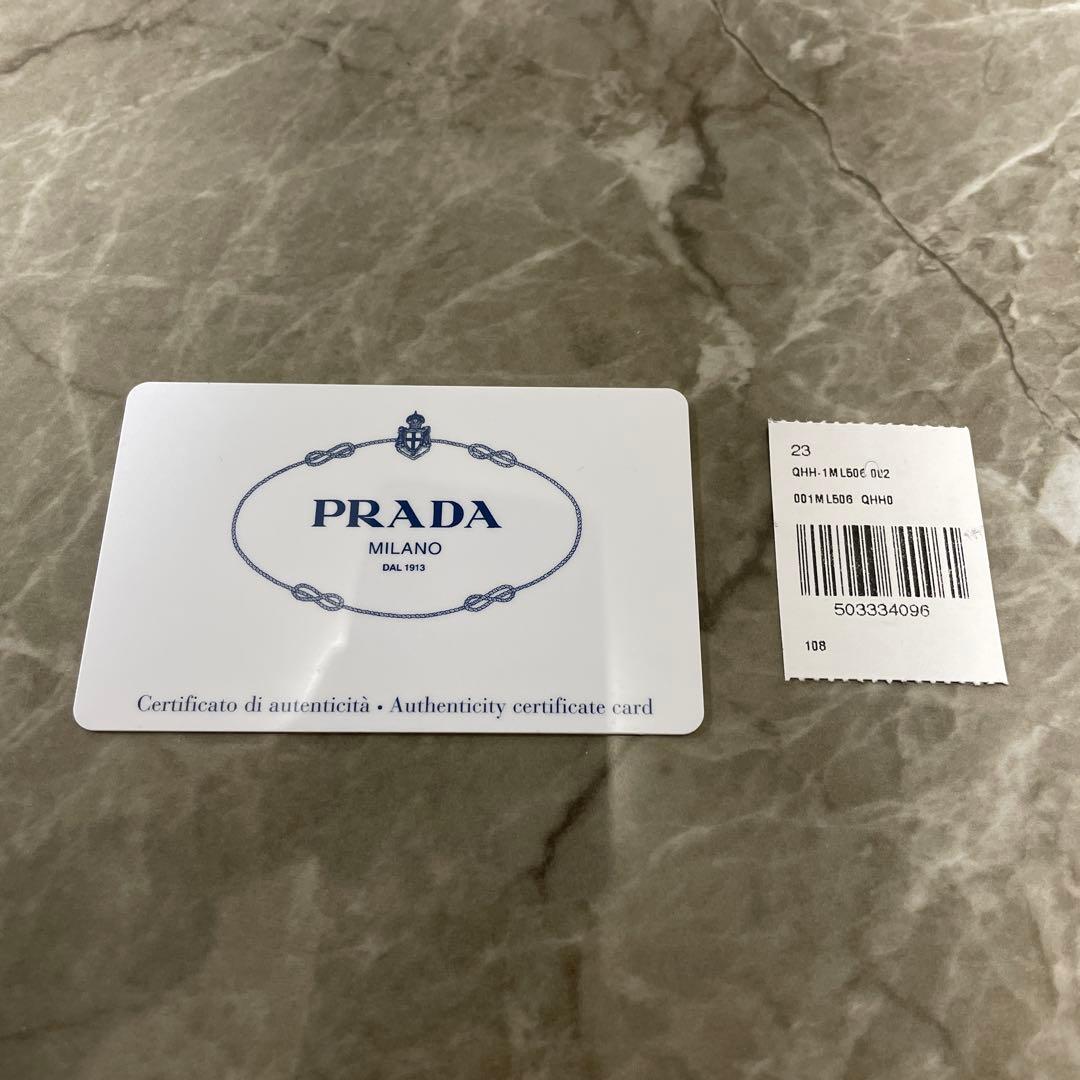 PRADA
MILANO
DAL 1913
Certificato di autenticità • Authenticity certificate card
23
QHH-1ML506 002
001ML506 QHH0
503334096
108